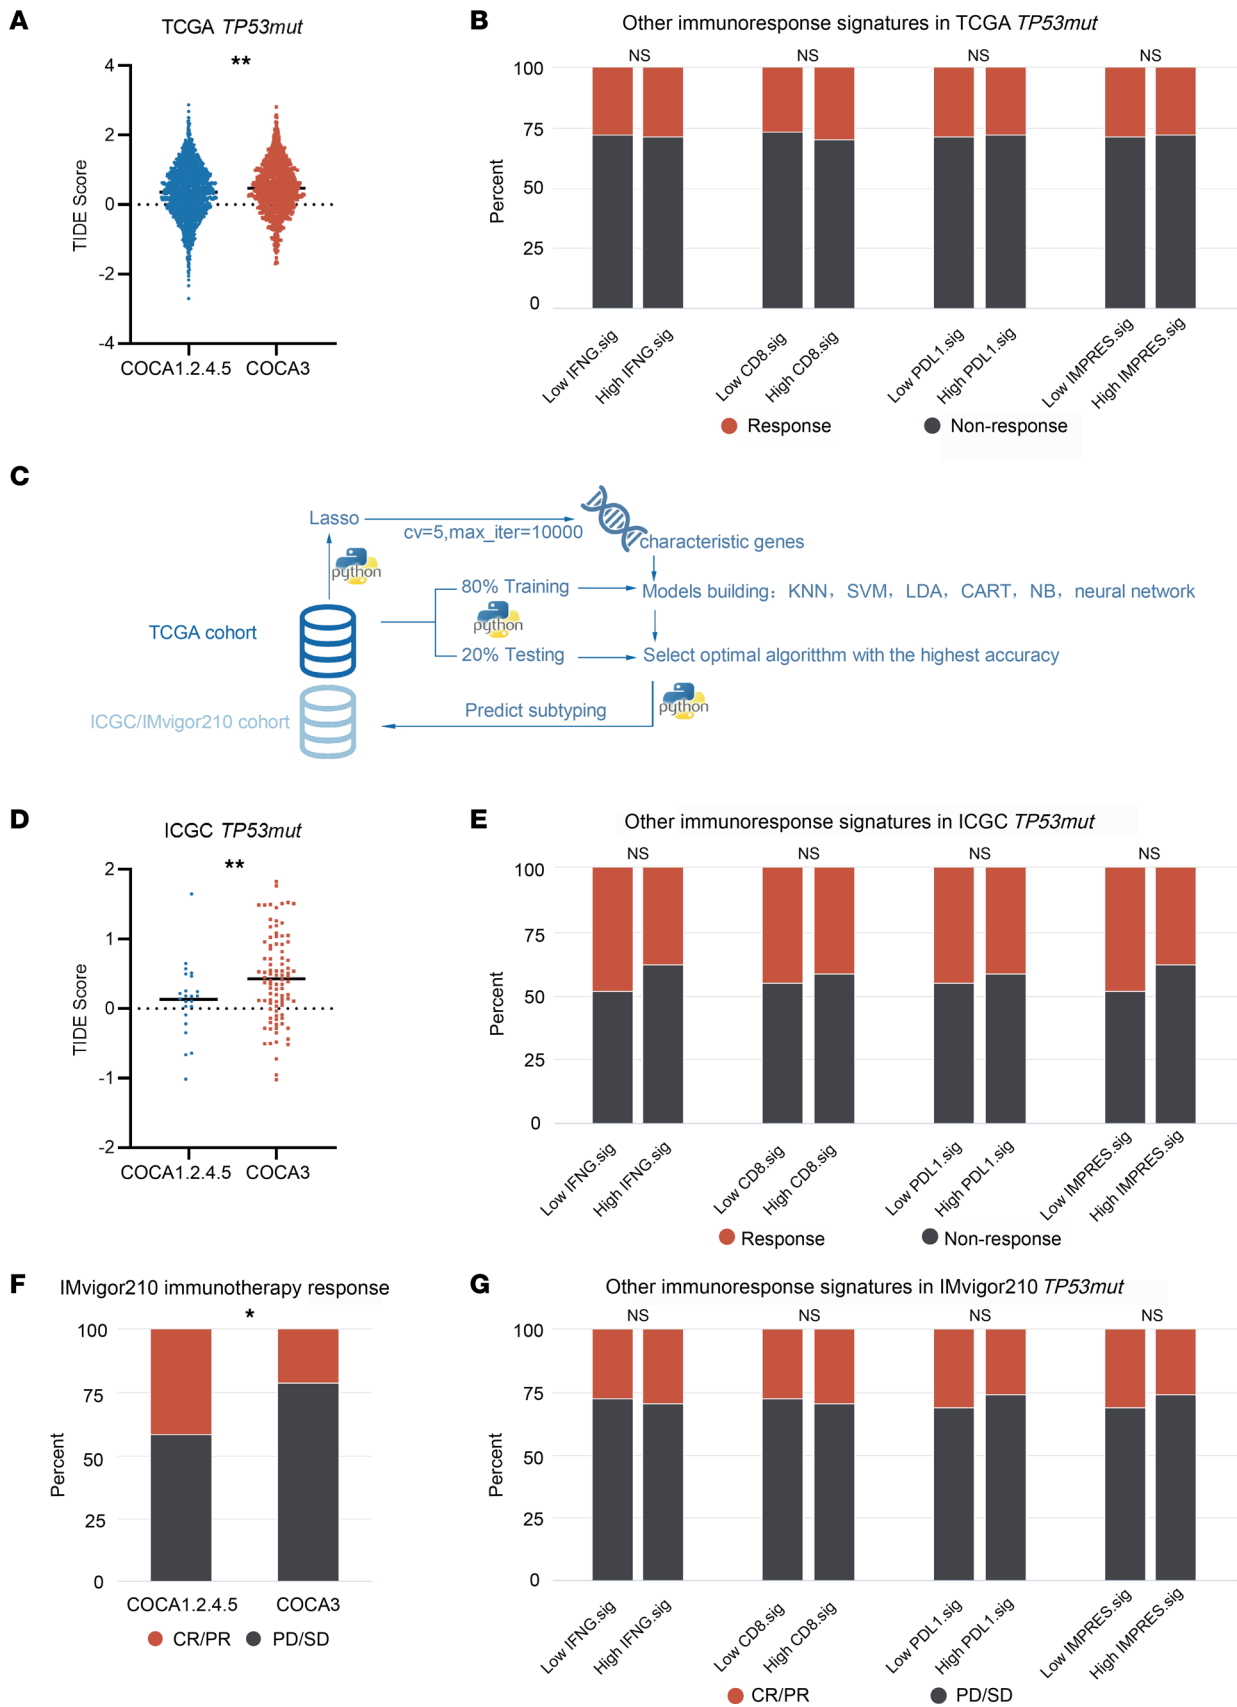 A
TCGA TP53mut
**
4
2
0
-2
-4
TIDE Score
COCA1.2.4.5
COCA3
B
Other immunoresponse signatures in TCGA TP53mut
NS
NS
NS
NS
100
75
50
25
0
Percent
Low IFNG.sig
High IFNG.sig
Low CD8.sig
High CD8.sig
Low PDL1.sig
High PDL1.sig
Low IMPRES.sig
High IMPRES.sig
Response
Non-response
C
Lasso
cv=5,max_iter=10000
characteristic genes
python
80% Training
Models building： KNN， SVM， LDA， CART， NB， neural network
python
TCGA cohort
20% Testing
Select optimal algoritthm with the highest accuracy
python
Predict subtyping
ICGC/IMvigor210 cohort
D
ICGC TP53mut
**
2
1
0
-1
-2
TIDE Score
COCA1.2.4.5
COCA3
E
Other immunoresponse signatures in ICGC TP53mut
NS
NS
NS
NS
100
75
50
25
0
Percent
Low IFNG.sig
High IFNG.sig
Low CD8.sig
High CD8.sig
Low PDL1.sig
High PDL1.sig
Low IMPRES.sig
High IMPRES.sig
Response
Non-response
F
IMvigor210 immunotherapy response
*
100
75
50
25
0
Percent
COCA1.2.4.5
COCA3
CR/PR
PD/SD
G
Other immunoresponse signatures in IMvigor210 TP53mut
NS
NS
NS
NS
100
75
50
25
0
Percent
Low IFNG.sig
High IFNG.sig
Low CD8.sig
High CD8.sig
Low PDL1.sig
High PDL1.sig
Low IMPRES.sig
High IMPRES.sig
CR/PR
PD/SD